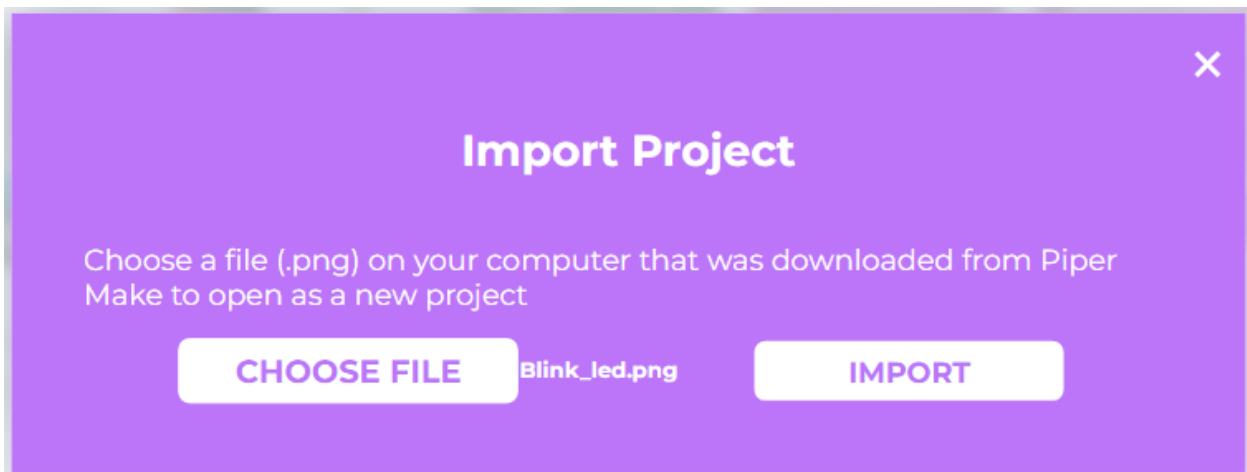 ×
Import Project
Choose a file (.png) on your computer that was downloaded from Piper
Make to open as a new project
CHOOSE FILE Blink_led.png IMPORT